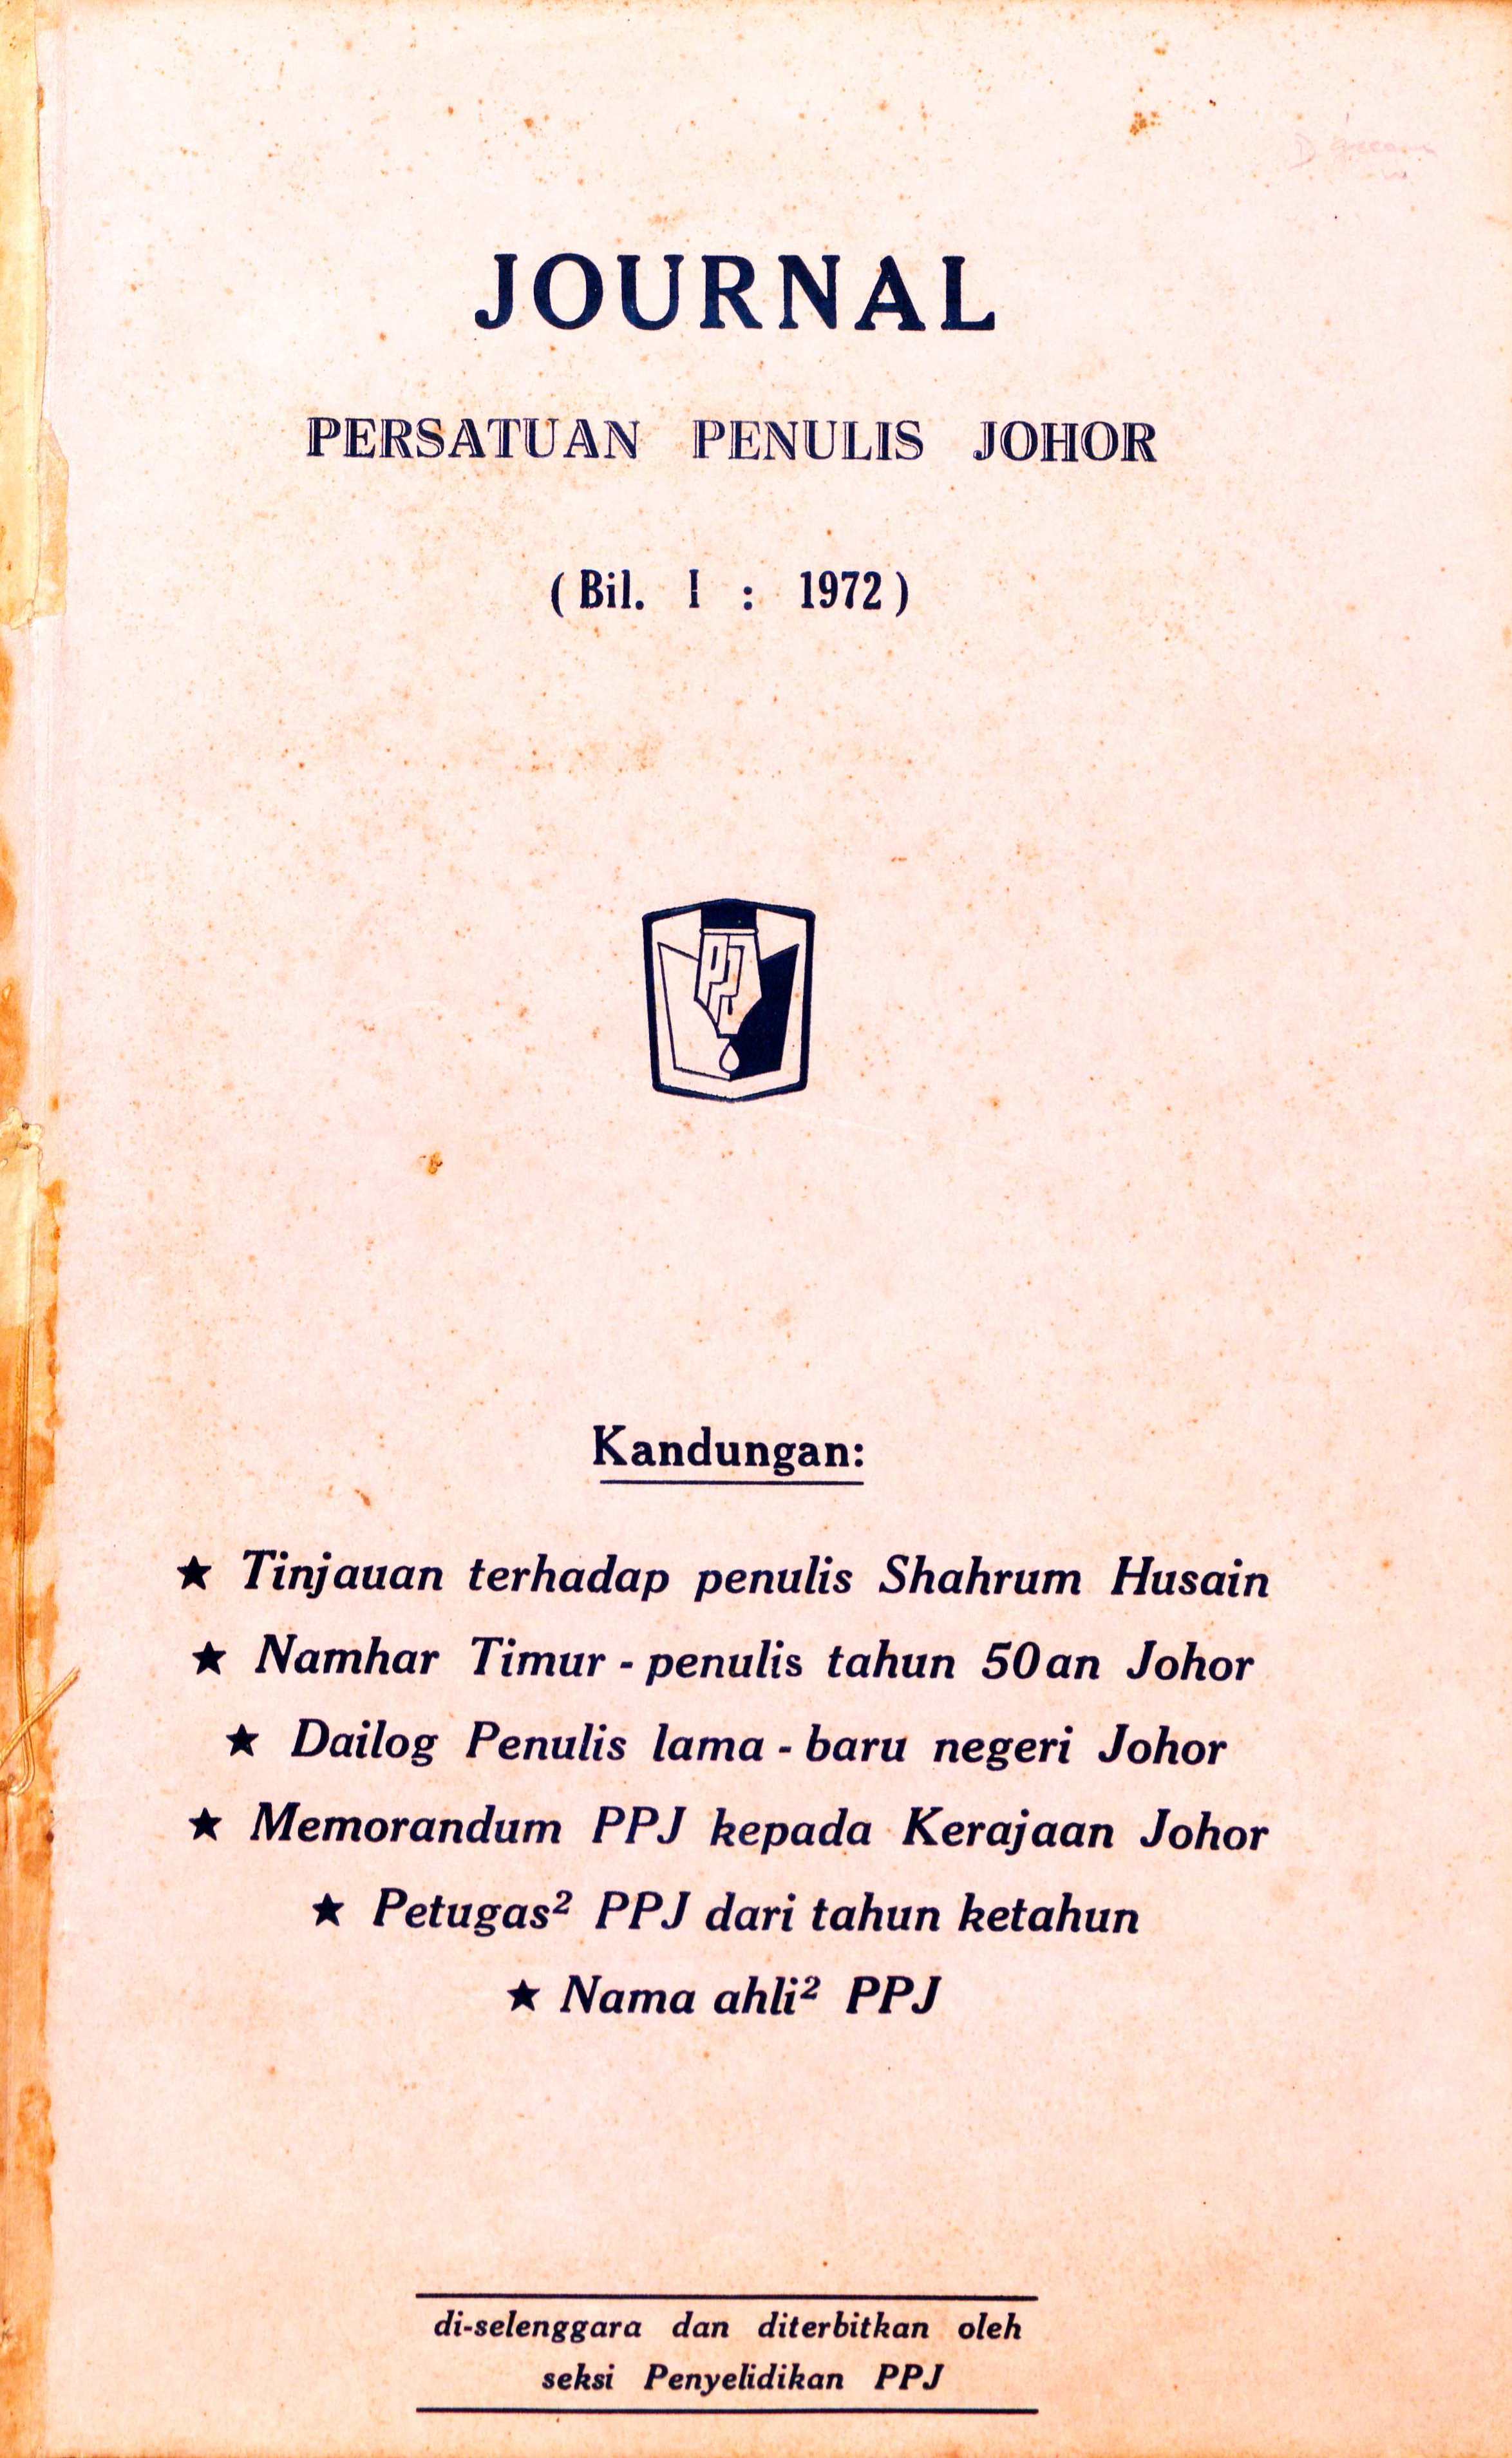 JOURNAL
PERSATUAN PENULIS JOHOR
( Bil. I : 1972 )
PPJ
Kandungan:
★ Tinjauan terhadap penulis Shahrum Husain
★ Namhar Timur - penulis tahun 50an Johor
★ Dailog Penulis lama - baru negeri Johor
★ Memorandum PPJ kepada Kerajaan Johor
★ Petugas² PPJ dari tahun ketahun
★ Nama ahli² PPJ
di-selenggara dan diterbitkan oleh
seksi Penyelidikan PPJ